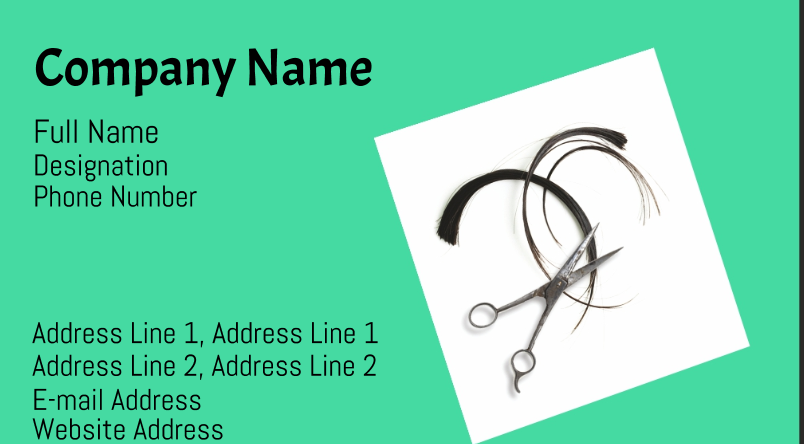 Company Name
Full Name
Designation
Phone Number
Address Line 1, Address Line 1
Address Line 2, Address Line 2
E-mail Address
Website Address